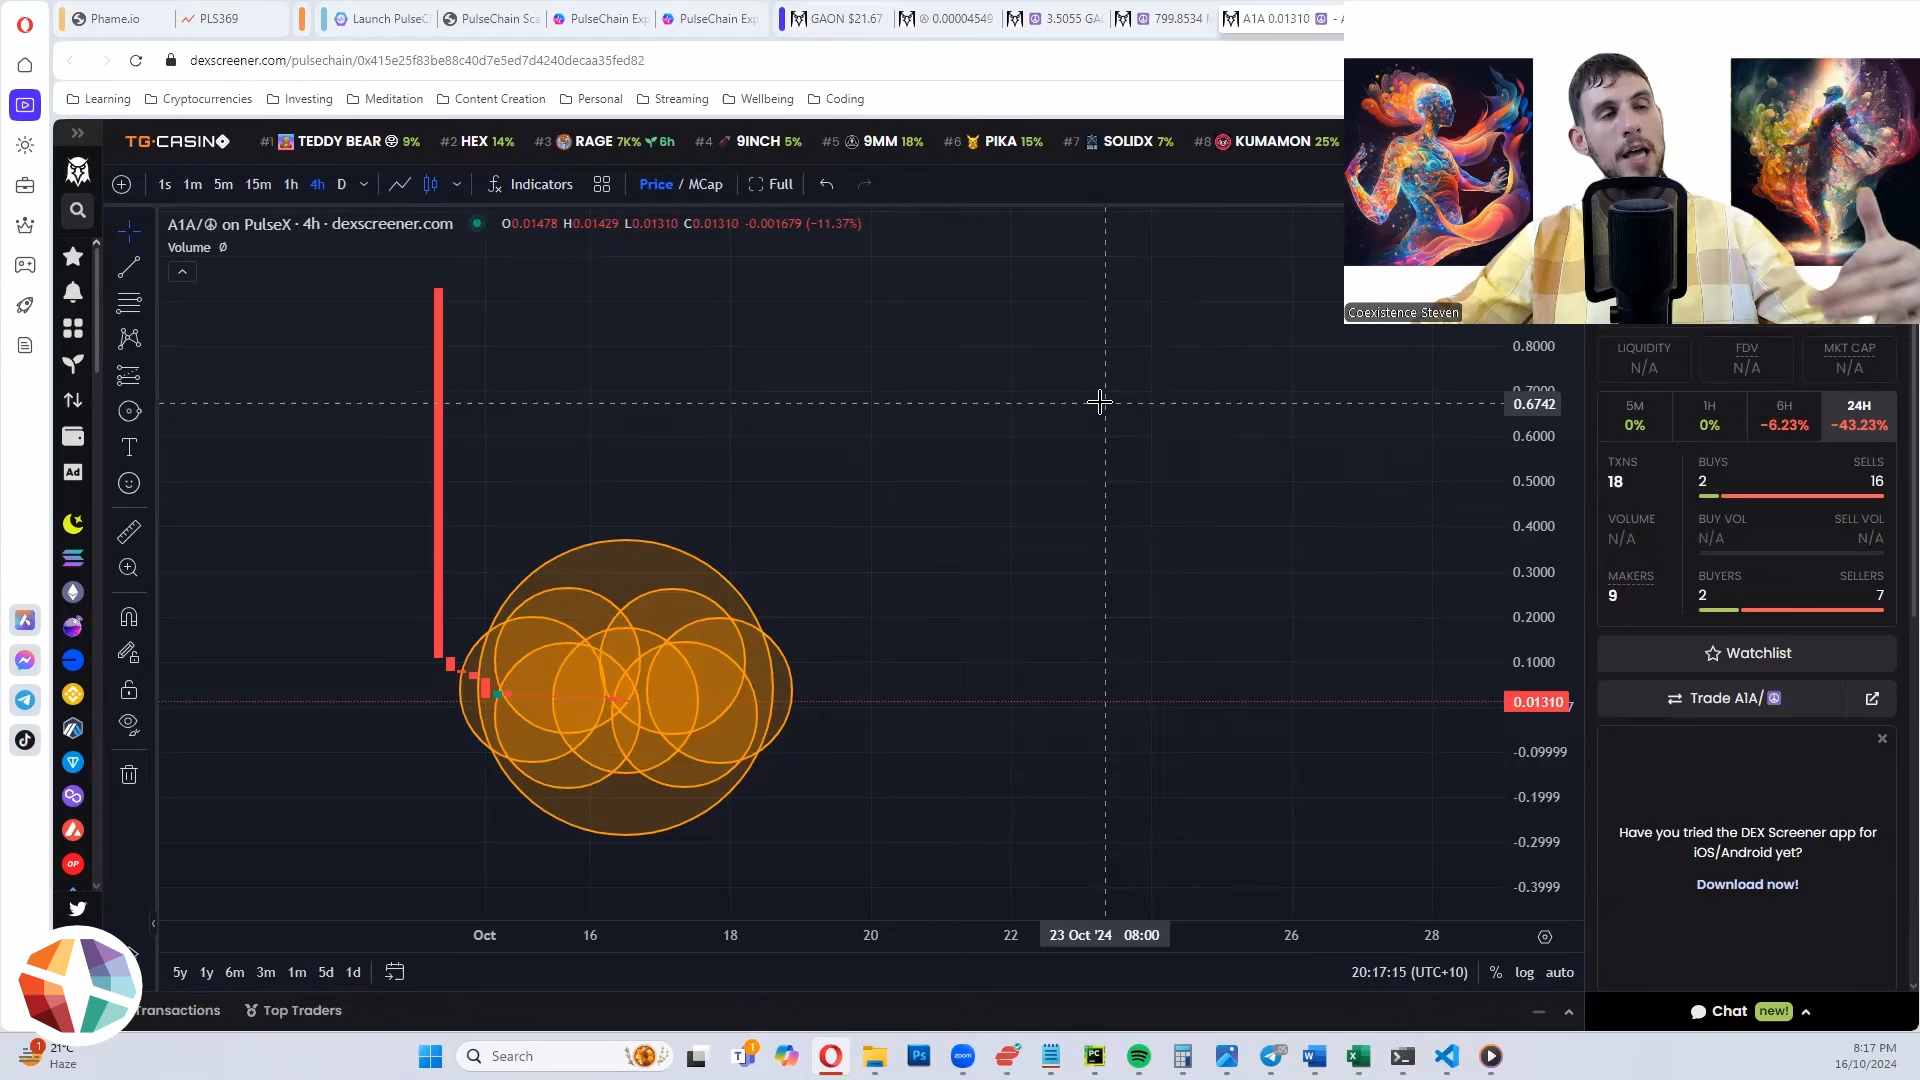 Phame.io
PLS369
Launch PulseC
PulseChain Sca
PulseChain Exp
PulseChain Exp
GAON $21.67
0.00004549
3.5055 GA
799.8534
A1A 0.01310
dexscreener.com/pulsechain/0x415e25f83be88c40d7e5ed7d4240decaa35fed82
Learning
Cryptocurrencies
Investing
Meditation
Content Creation
Personal
Streaming
Wellbeing
Coding
TG.CASINO
#1 TEDDY BEAR 9%
#2 HEX 14%
#3 RAGE 7K% 6h
#4 9INCH 5%
#5 9MM 18%
#6 PIKA 15%
#7 SOLIDX 7%
#8 KUMAMON 25%
1s 1m 5m 15m 1h 4h D
Indicators
Price / MCap
Full
A1A/☮ on PulseX · 4h · dexscreener.com
O0.01478 H0.01429 L0.01310 C0.01310 -0.001679 (−11.37%)
Volume
Coexistence Steven
0.8000
0.7000
0.6742
0.6000
0.5000
0.4000
0.3000
0.2000
0.1000
0.01310
-0.09999
-0.1999
-0.2999
-0.3999
LIQUIDITY
N/A
FDV
N/A
MKT CAP
N/A
5M
0%
1H
0%
6H
-6.23%
24H
-43.23%
TXNS
18
BUYS
2
SELLS
16
VOLUME
N/A
BUY VOL
N/A
SELL VOL
N/A
MAKERS
9
BUYERS
2
SELLERS
7
Watchlist
Trade A1A/☮
Have you tried the DEX Screener app for
iOS/Android yet?
Download now!
Ad
OP
T
Oct 16 18 20 22 23 Oct '24 08:00 26 28
5y 1y 6m 3m 1m 5d 1d
20:17:15 (UTC+10)
% log auto
ransactions
Top Traders
Chat new!
1
21°C
Haze
Search
8:17 PM
16/10/2024